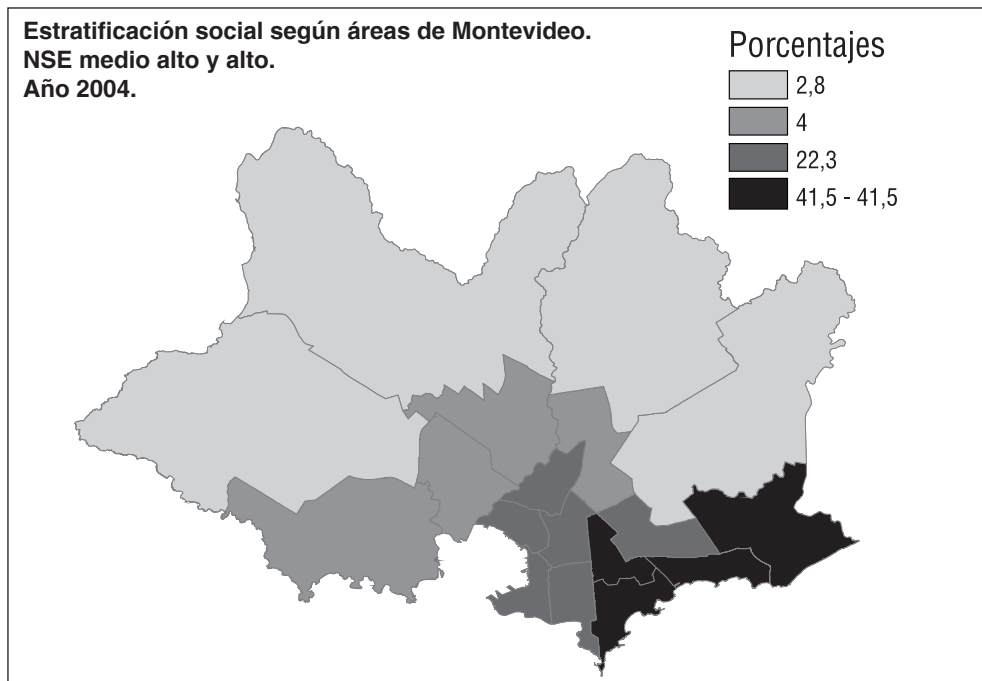 Estratificación social según áreas de Montevideo.
NSE medio alto y alto.
Año 2004.
Porcentajes
2,8
4
22,3
41,5 - 41,5